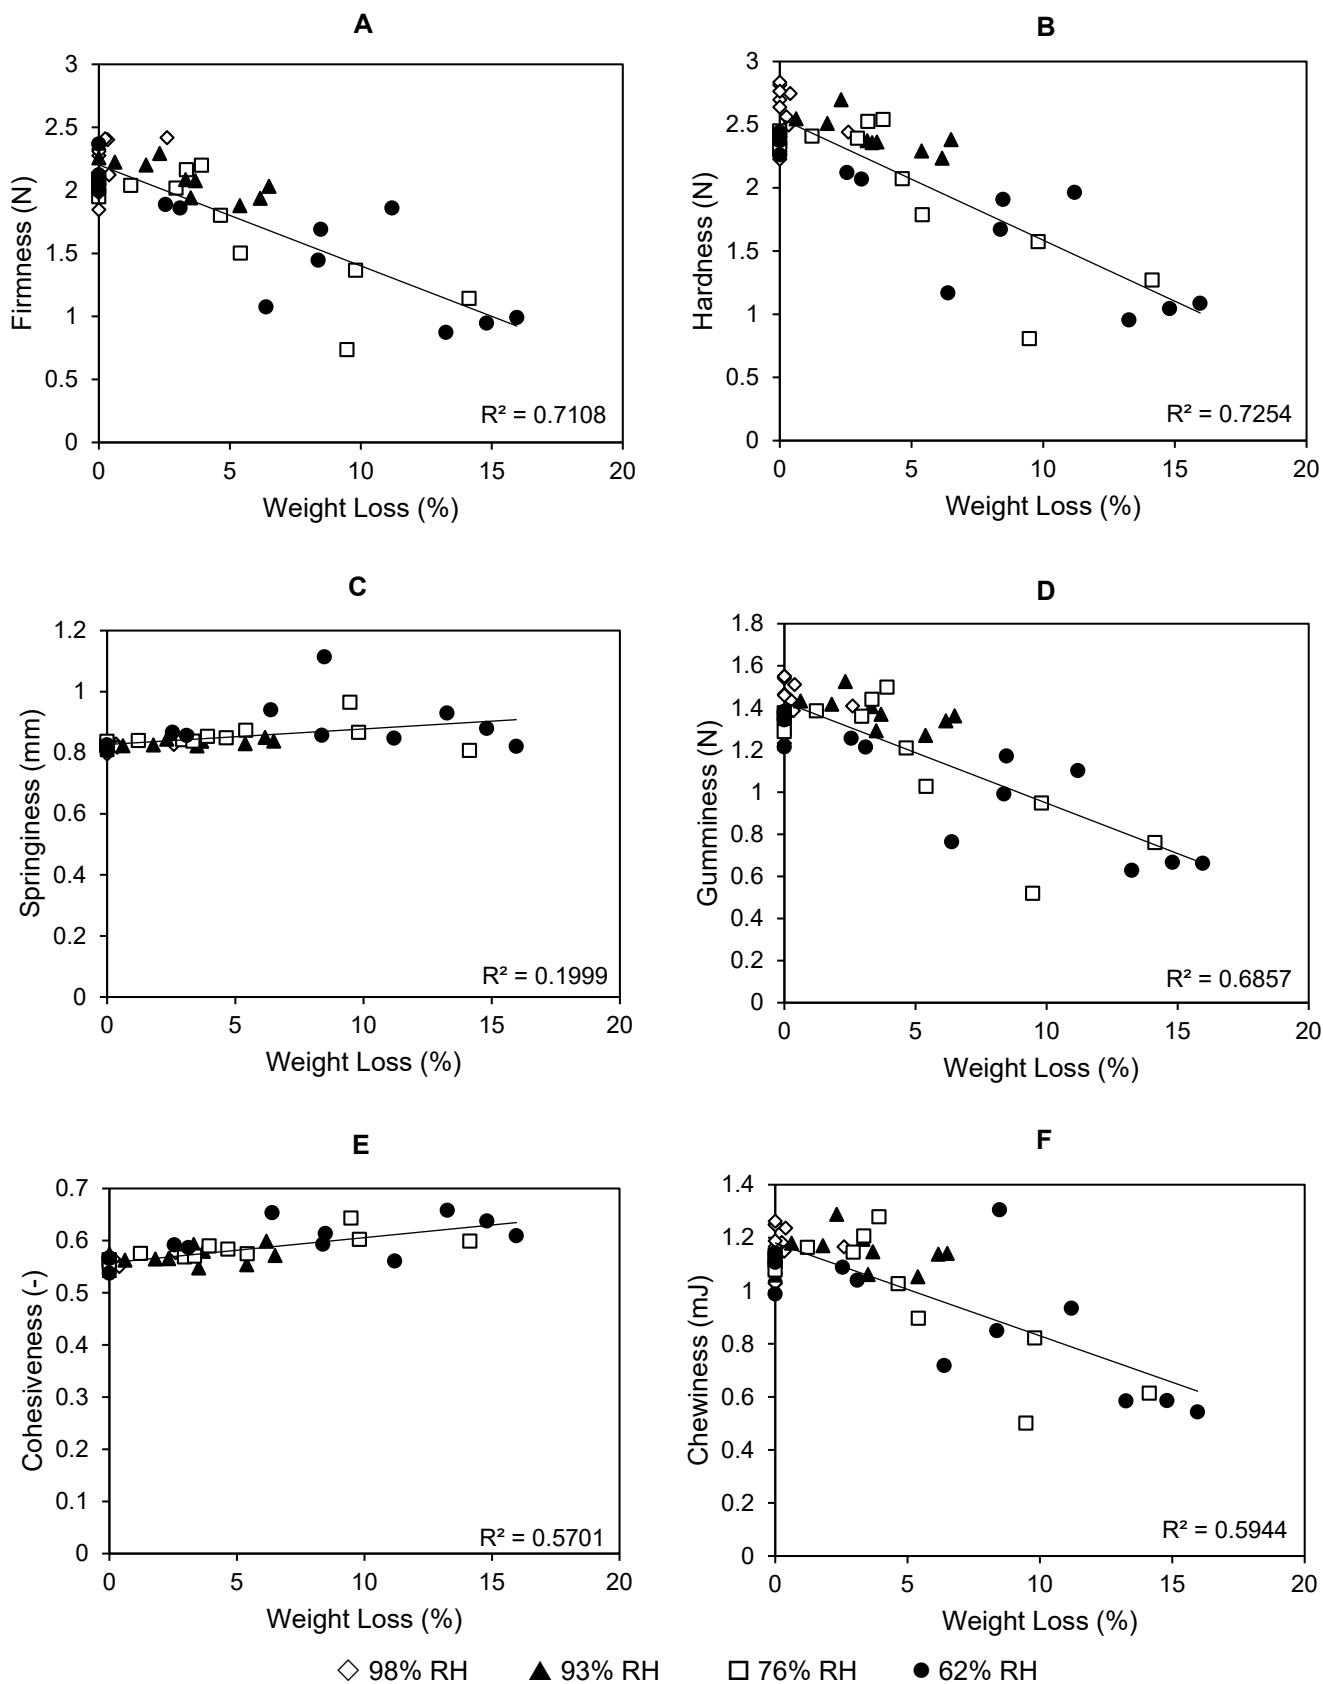 A
3
2.5
2
1.5
1
0.5
0
0 5 10 15 20
Firmness (N)
Weight Loss (%)
R² = 0.7108
B
3
2.5
2
1.5
1
0.5
0
0 5 10 15 20
Hardness (N)
Weight Loss (%)
R² = 0.7254
C
1.2
1
0.8
0.6
0.4
0.2
0
0 5 10 15 20
Springiness (mm)
Weight Loss (%)
R² = 0.1999
D
1.8
1.6
1.4
1.2
1
0.8
0.6
0.4
0.2
0
0 5 10 15 20
Gumminess (N)
Weight Loss (%)
R² = 0.6857
E
0.7
0.6
0.5
0.4
0.3
0.2
0.1
0
0 5 10 15 20
Cohesiveness (-)
Weight Loss (%)
R² = 0.5701
F
1.4
1.2
1
0.8
0.6
0.4
0.2
0
0 5 10 15 20
Chewiness (mJ)
Weight Loss (%)
R² = 0.5944
98% RH 93% RH 76% RH 62% RH